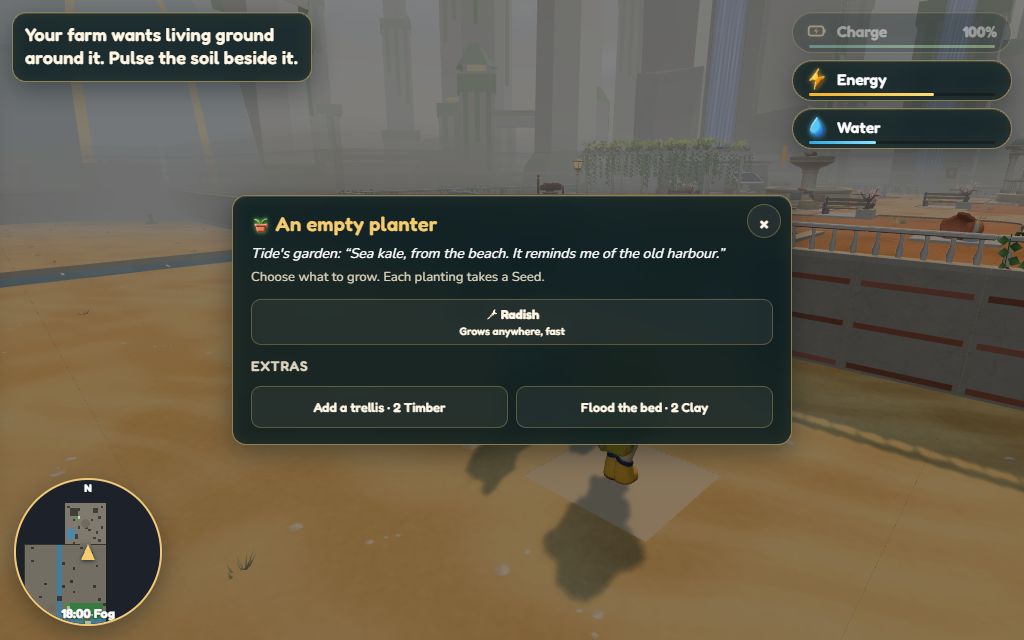 Your farm wants living ground
around it. Pulse the soil beside it.
Charge 100%
Energy
Water
An empty planter
Tide's garden: “Sea kale, from the beach. It reminds me of the old harbour.”
Choose what to grow. Each planting takes a Seed.
Radish
Grows anywhere, fast
EXTRAS
Add a trellis · 2 Timber
Flood the bed · 2 Clay
N
18:00 Fog